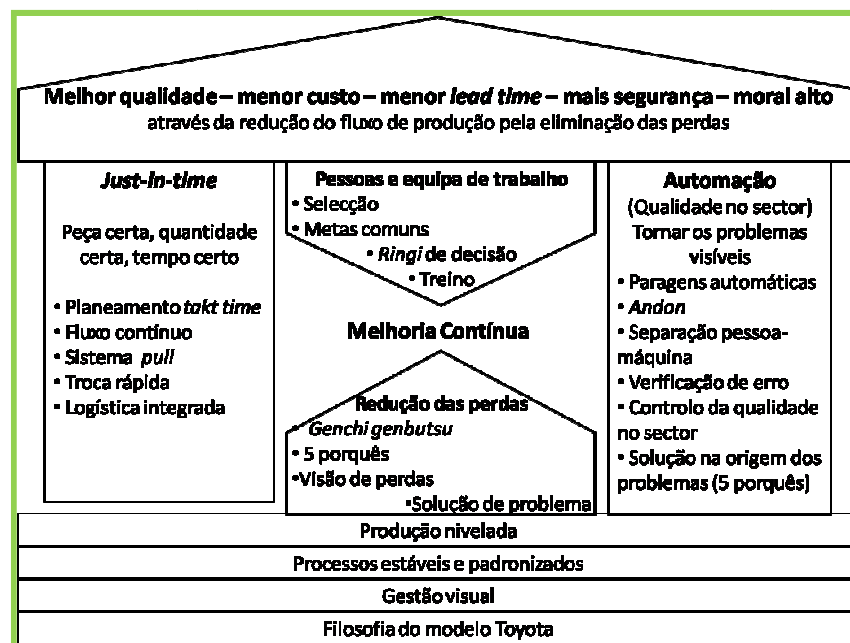 Melhor qualidade – menor custo – menor lead time – mais segurança – moral alto
através da redução do fluxo de produção pela eliminação das perdas
Just-in-time
Peça certa, quantidade
certa, tempo certo
• Planeamento takt time
• Fluxo contínuo
• Sistema pull
• Troca rápida
• Logística integrada
Pessoas e equipa de trabalho
• Selecção
• Metas comuns
• Ringi de decisão
• Treino
Melhoria Contínua
Redução das perdas
• Genchi genbutsu
• 5 porquês
•Visão de perdas
•Solução de problema
Automação
(Qualidade no sector)
Tornar os problemas
visíveis
• Paragens automáticas
• Andon
• Separação pessoa-
máquina
• Verificação de erro
• Controlo da qualidade
no sector
• Solução na origem dos
problemas (5 porquês)
Produção nivelada
Processos estáveis e padronizados
Gestão visual
Filosofia do modelo Toyota